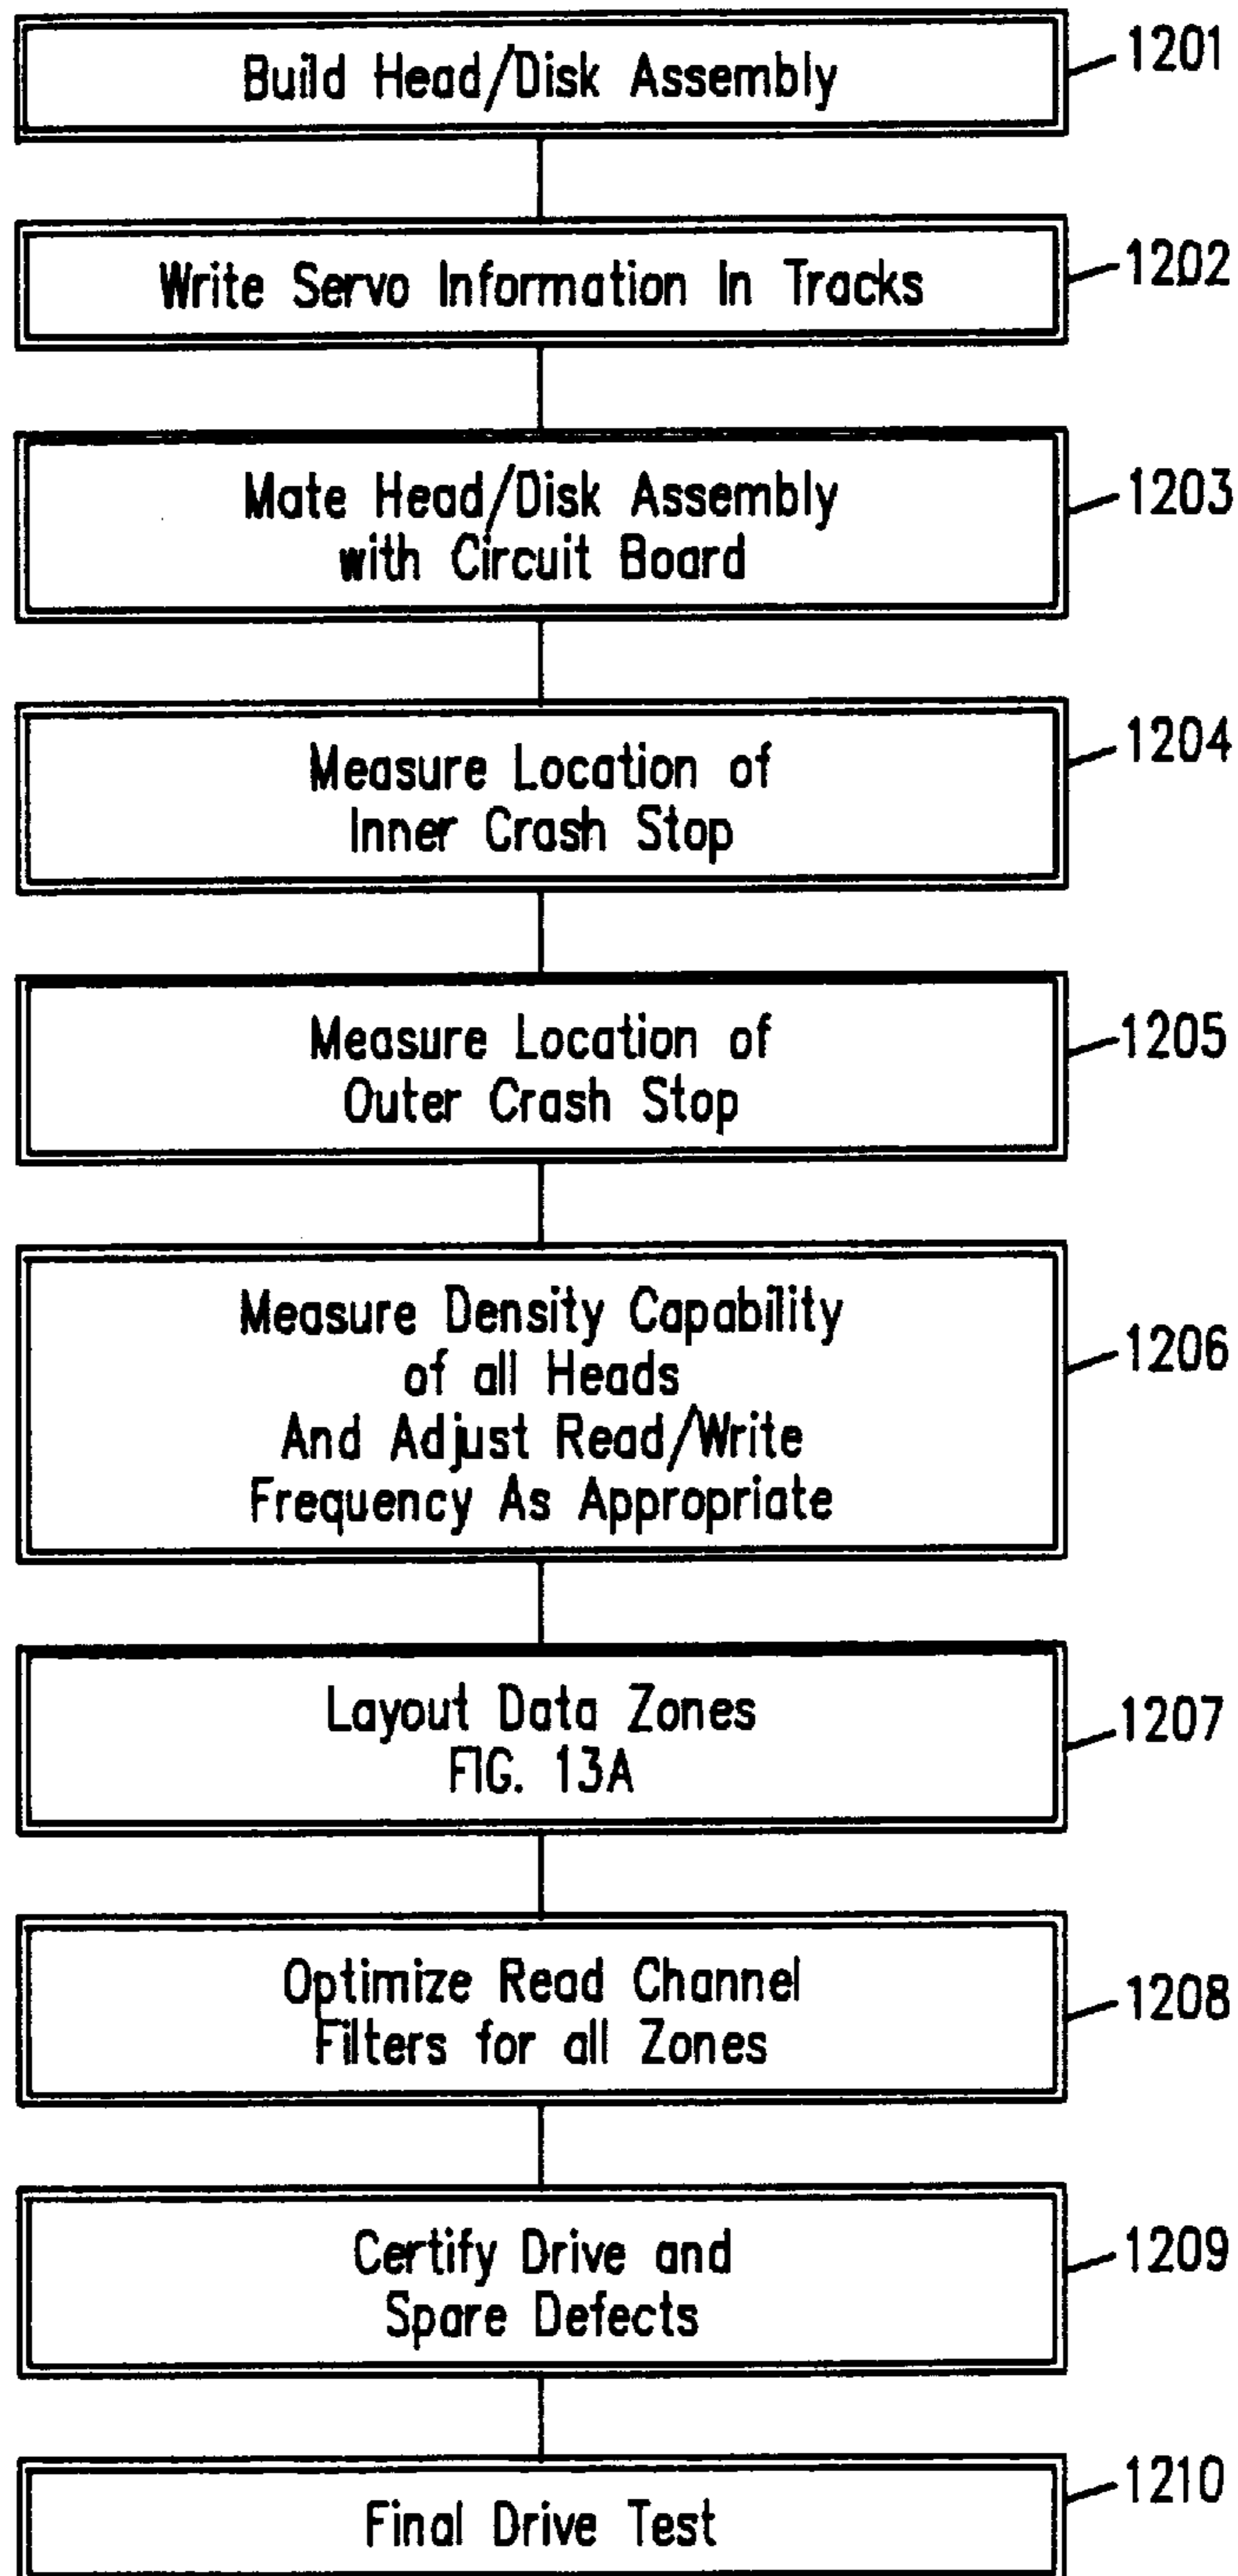 Build Head/Disk Assembly
1201
Write Servo Information In Tracks
1202
Mate Head/Disk Assembly
with Circuit Board
1203
Measure Location of
Inner Crash Stop
1204
Measure Location of
Outer Crash Stop
1205
Measure Density Capability
of all Heads
And Adjust Read/Write
Frequency As Appropriate
1206
Layout Data Zones
FIG. 13A
1207
Optimize Read Channel
Filters for all Zones
1208
Certify Drive and
Spare Defects
1209
Final Drive Test
1210